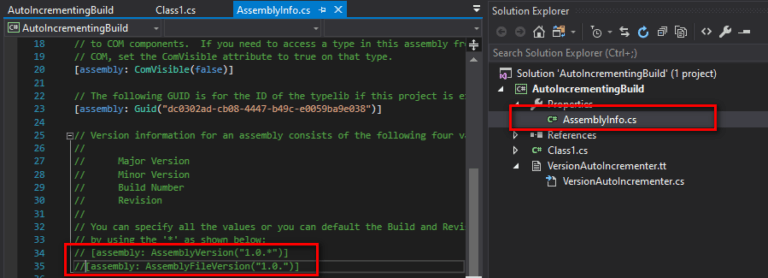 AutoIncrementingBuild
Class1.cs
AssemblyInfo.cs
AutoIncrementingBuild
18 // to COM components. If you need to access a type in this assembly fr
19 // COM, set the ComVisible attribute to true on that type.
20 [assembly: ComVisible(false)]
21
22 // The following GUID is for the ID of the typelib if this project is e
23 [assembly: Guid("dc0302ad-cb08-4447-b49c-e0059ba9e038")]
24
25 // Version information for an assembly consists of the following four va
26 //
27 // Major Version
28 // Minor Version
29 // Build Number
30 // Revision
31 //
32 // You can specify all the values or you can default the Build and Revi
33 // by using the '*' as shown below:
34 // [assembly: AssemblyVersion("1.0.*")]
35 //[assembly: AssemblyFileVersion("1.0.")]
Solution Explorer
Search Solution Explorer (Ctrl+;)
Solution 'AutoIncrementingBuild' (1 project)
C# AutoIncrementingBuild
Properties
C# AssemblyInfo.cs
References
C# Class1.cs
VersionAutoIncrementer.tt
VersionAutoIncrementer.cs